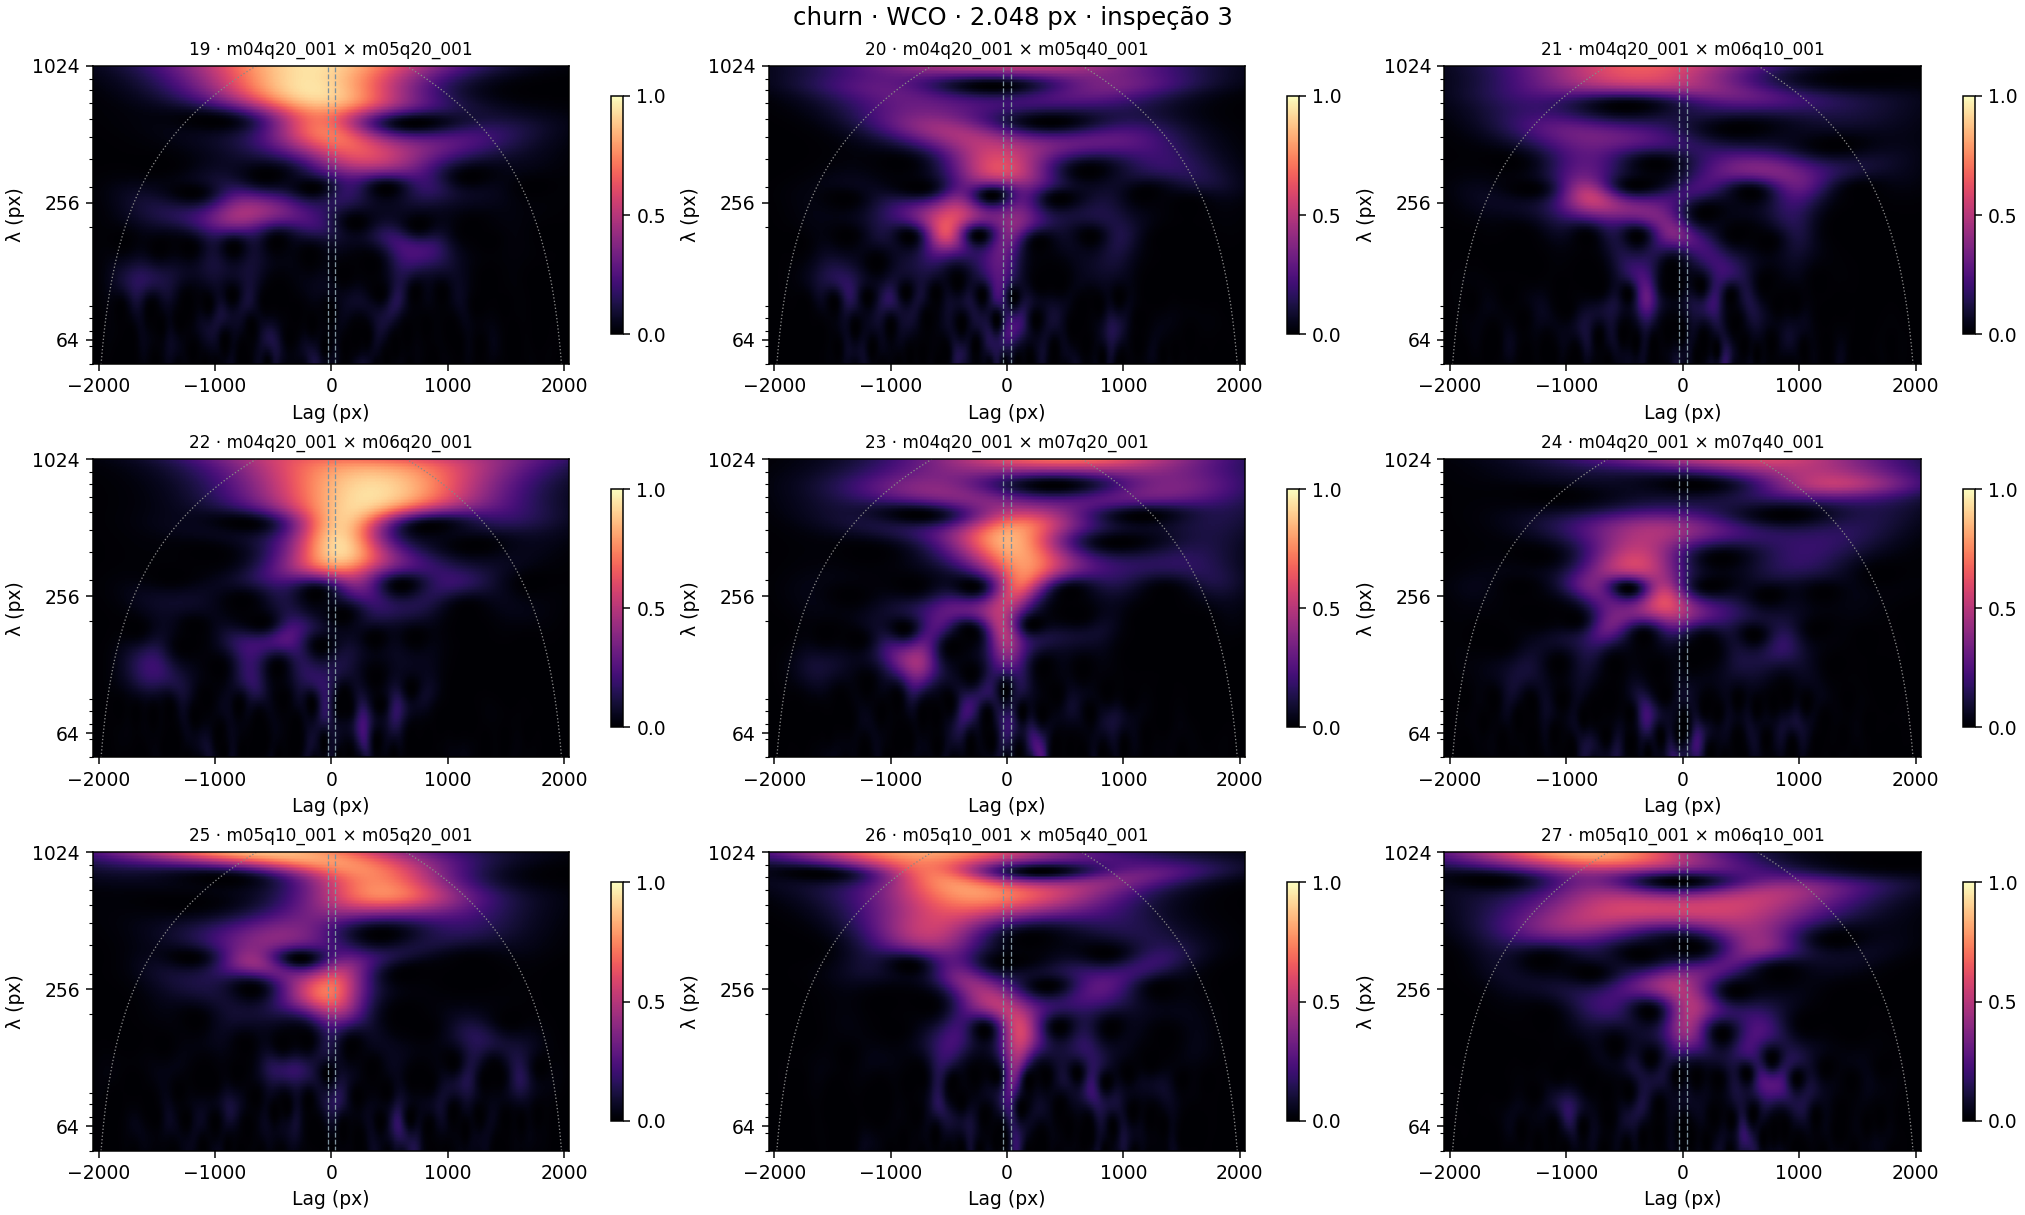 churn · WCO · 2.048 px · inspeção 3
19 · m04q20_001 × m05q20_001
20 · m04q20_001 × m05q40_001
21 · m04q20_001 × m06q10_001
λ (px)
1024
256
64
−2000 −1000 0 1000 2000
Lag (px)
1.0
0.5
0.0
λ (px)
1024
256
64
−2000 −1000 0 1000 2000
Lag (px)
1.0
0.5
0.0
λ (px)
1024
256
64
−2000 −1000 0 1000 2000
Lag (px)
1.0
0.5
0.0
22 · m04q20_001 × m06q20_001
23 · m04q20_001 × m07q20_001
24 · m04q20_001 × m07q40_001
λ (px)
1024
256
64
−2000 −1000 0 1000 2000
Lag (px)
1.0
0.5
0.0
λ (px)
1024
256
64
−2000 −1000 0 1000 2000
Lag (px)
1.0
0.5
0.0
λ (px)
1024
256
64
−2000 −1000 0 1000 2000
Lag (px)
1.0
0.5
0.0
25 · m05q10_001 × m05q20_001
26 · m05q10_001 × m05q40_001
27 · m05q10_001 × m06q10_001
λ (px)
1024
256
64
−2000 −1000 0 1000 2000
Lag (px)
1.0
0.5
0.0
λ (px)
1024
256
64
−2000 −1000 0 1000 2000
Lag (px)
1.0
0.5
0.0
λ (px)
1024
256
64
−2000 −1000 0 1000 2000
Lag (px)
1.0
0.5
0.0